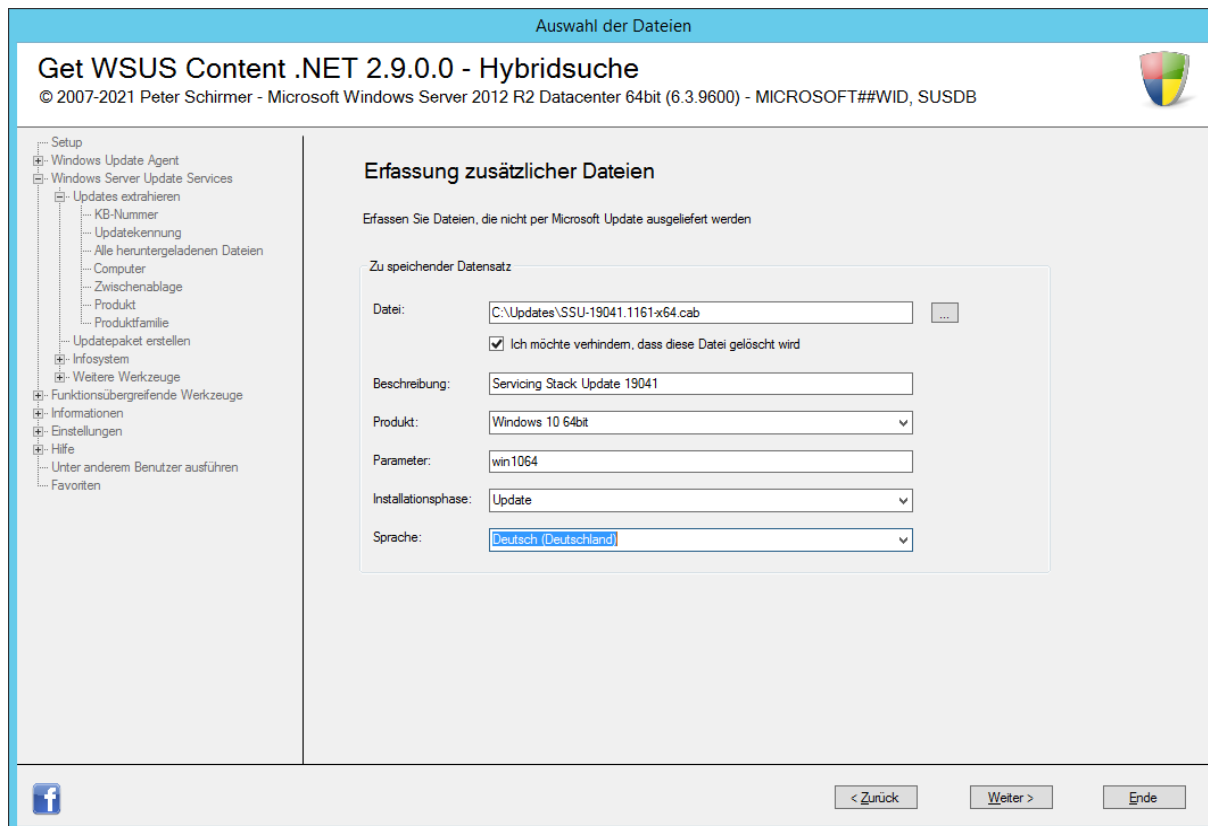 Auswahl der Dateien
Get WSUS Content .NET 2.9.0.0 - Hybridsuche
© 2007-2021 Peter Schirmer - Microsoft Windows Server 2012 R2 Datacenter 64bit (6.3.9600) - MICROSOFT##WID, SUSDB
Setup
Windows Update Agent
Windows Server Update Services
Updates extrahieren
KB-Nummer
Updatekennung
Alle heruntergeladenen Dateien
Computer
Zwischenablage
Produkt
Produktfamilie
Updatepaket erstellen
Infosystem
Weitere Werkzeuge
Funktionsübergreifende Werkzeuge
Informationen
Einstellungen
Hilfe
Unter anderem Benutzer ausführen
Favoriten
Erfassung zusätzlicher Dateien
Erfassen Sie Dateien, die nicht per Microsoft Update ausgeliefert werden
Zu speichender Datensatz
Datei: C:\Updates\SSU-19041.1161-x64.cab ...
Ich möchte verhindern, dass diese Datei gelöscht wird
Beschreibung: Servicing Stack Update 19041
Produkt: Windows 10 64bit
Parameter: win1064
Installationsphase: Update
Sprache: Deutsch (Deutschland)
f
< Zurück Weiter > Ende